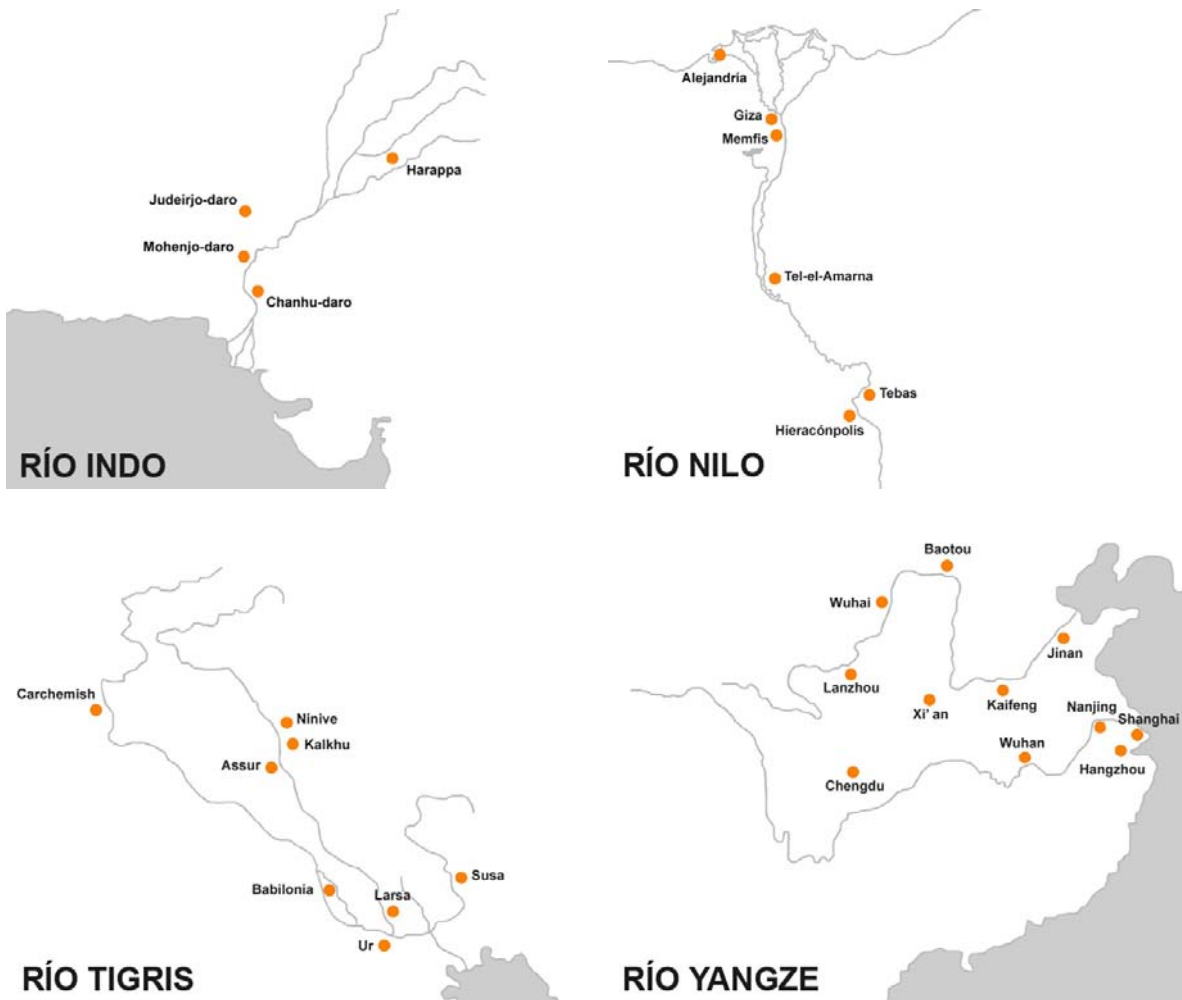 Harappa
Judeirjo-daro
Mohenjo-daro
Chanhu-daro
RÍO INDO
Alejandría
Giza
Memfis
Tel-el-Amarna
Tebas
Hieracónpolis
RÍO NILO
Carchemish
Ninive
Kalkhu
Assur
Susa
Babilonia
Larsa
Ur
RÍO TIGRIS
Baotou
Wuhai
Jinan
Lanzhou
Xi' an
Kaifeng
Nanjing
Shanghai
Wuhan
Hangzhou
Chengdu
RÍO YANGZE